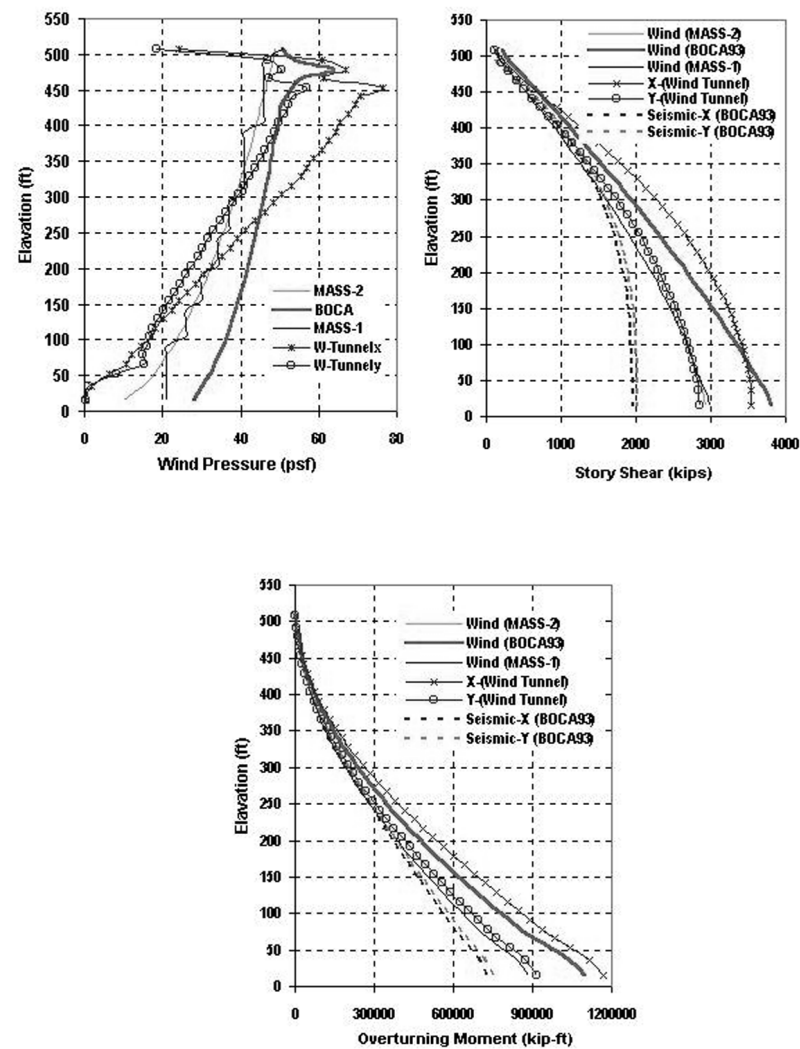 550
500
450
400
350
300
250
200
150
100
50
0
Elavation (ft)
MASS-2
BOCA
MASS-1
W-Tunnelx
W-Tunnely
0
20
40
60
80
Wind Pressure (psf)
550
500
450
400
350
300
250
200
150
100
50
0
Elavation (ft)
Wind (MASS-2)
Wind (BOCA93)
Wind (MASS-1)
X-(Wind Tunnel)
Y-(Wind Tunnel)
Seismic-X (BOCA93)
Seismic-Y (BOCA93)
0
1000
2000
3000
4000
Story Shear (kips)
550
500
450
400
350
300
250
200
150
100
50
0
Elavation (ft)
Wind (MASS-2)
Wind (BOCA93)
Wind (MASS-1)
X-(Wind Tunnel)
Y-(Wind Tunnel)
Seismic-X (BOCA93)
Seismic-Y (BOCA93)
0
300000
600000
900000
1200000
Overturning Moment (kip-ft)